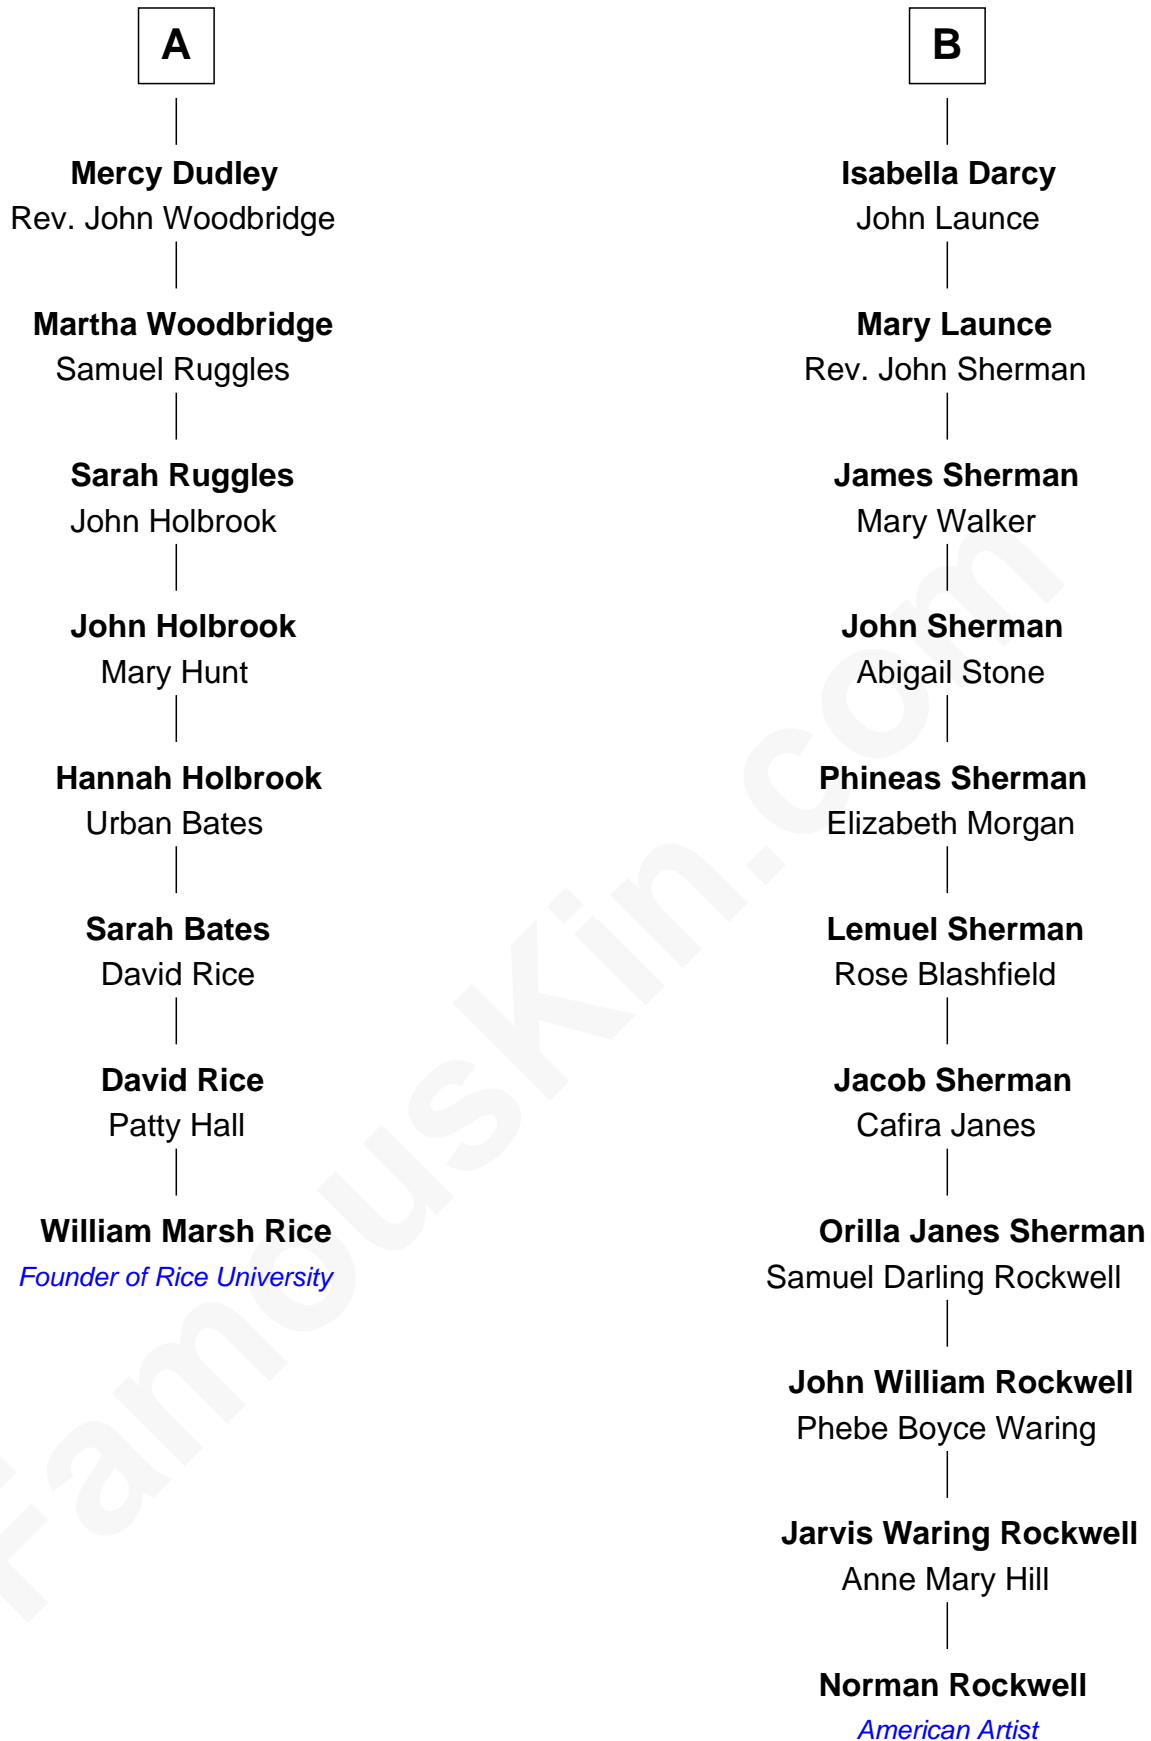 A
Mercy Dudley
Rev. John Woodbridge
Martha Woodbridge
Samuel Ruggles
Sarah Ruggles
John Holbrook
John Holbrook
Mary Hunt
Hannah Holbrook
Urban Bates
Sarah Bates
David Rice
David Rice
Patty Hall
William Marsh Rice
Founder of Rice University
B
Isabella Darcy
John Launce
Mary Launce
Rev. John Sherman
James Sherman
Mary Walker
John Sherman
Abigail Stone
Phineas Sherman
Elizabeth Morgan
Lemuel Sherman
Rose Blashfield
Jacob Sherman
Cafira Janes
Orilla Janes Sherman
Samuel Darling Rockwell
John William Rockwell
Phebe Boyce Waring
Jarvis Waring Rockwell
Anne Mary Hill
Norman Rockwell
American Artist
FamousKin.com